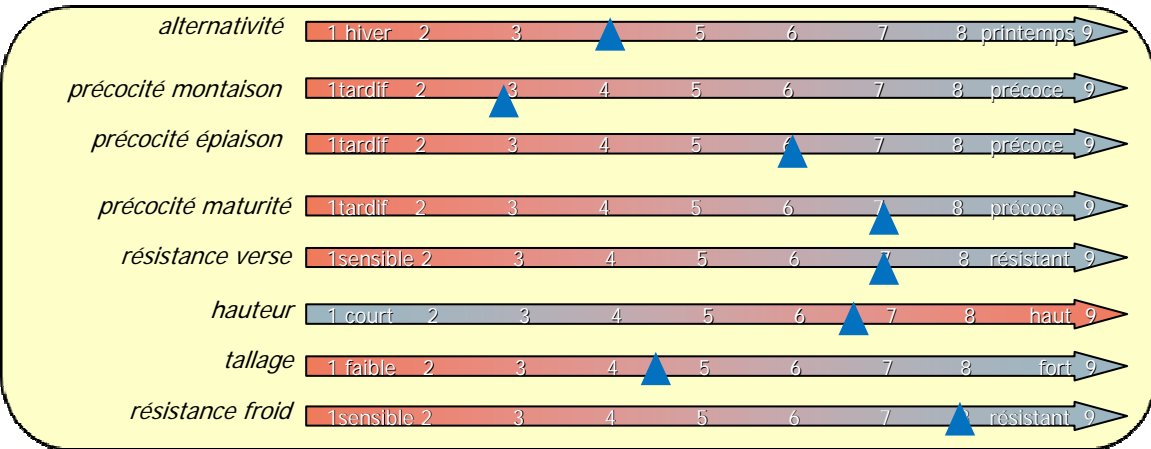 alternativité 1 hiver 2 3 5 6 7 8 printemps 9
précocité montaison 1tardif 2 3 4 5 6 7 8 précoce 9
précocité épiaison 1tardif 2 3 4 5 6 7 8 précoce 9
précocité maturité 1tardif 2 3 4 5 6 7 8 précoce 9
résistance verse 1sensible 2 3 4 5 6 7 8 résistant 9
hauteur 1 court 2 3 4 5 6 7 8 haut 9
tallage 1 faible 2 3 4 5 6 7 8 fort 9
résistance froid 1sensible 2 3 4 5 6 7 8 résistant 9